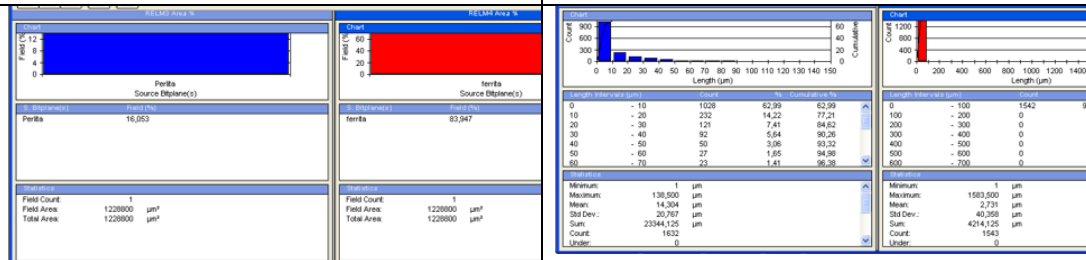 RELM3 Area %
Chart
Field (%
12
8
4
0
Perlita
Source Bitplane(s)
S. Bitplane(s) Field (%)
Perlita 16,053
Statistics
Field Count: 1
Field Area: 1228800 µm²
Total Area: 1228800 µm²
RELM4 Area %
Chart
Field (%
60
40
20
0
ferrita
Source Bitplane(s)
S. Bitplane(s) Field (%)
ferrita 83,947
Statistics
Field Count: 1
Field Area: 1228800 µm²
Total Area: 1228800 µm²
Chart
Count
900
600
300
0
60
40
20
0
Cumulative
0 10 20 30 40 50 60 70 80 90 100 110 120 130 140 150
Length (µm)
Length Intervals (µm) Count % Cumulative %
0 - 10 1028 62,99 62,99
10 - 20 232 14,22 77,21
20 - 30 121 7,41 84,62
30 - 40 92 5,64 90,26
40 - 50 50 3,06 93,32
50 - 60 27 1,65 94,98
60 - 70 23 1,41 96,38
Statistics
Minimum: 1 µm
Maximum: 138,500 µm
Mean: 14,304 µm
Std Dev.: 20,767 µm
Sum: 23344,125 µm
Count: 1632
Under: 0
Chart
Count
1200
800
400
0
0 200 400 600 800 1000 1200 1400
Length (µm)
Length Intervals (µm) Count
0 - 100 1542 9
100 - 200 0
200 - 300 0
300 - 400 0
400 - 500 0
500 - 600 0
600 - 700 0
Statistics
Minimum: 1 µm
Maximum: 1583,500 µm
Mean: 2,731 µm
Std Dev.: 40,358 µm
Sum: 4214,125 µm
Count: 1543
Under: 0